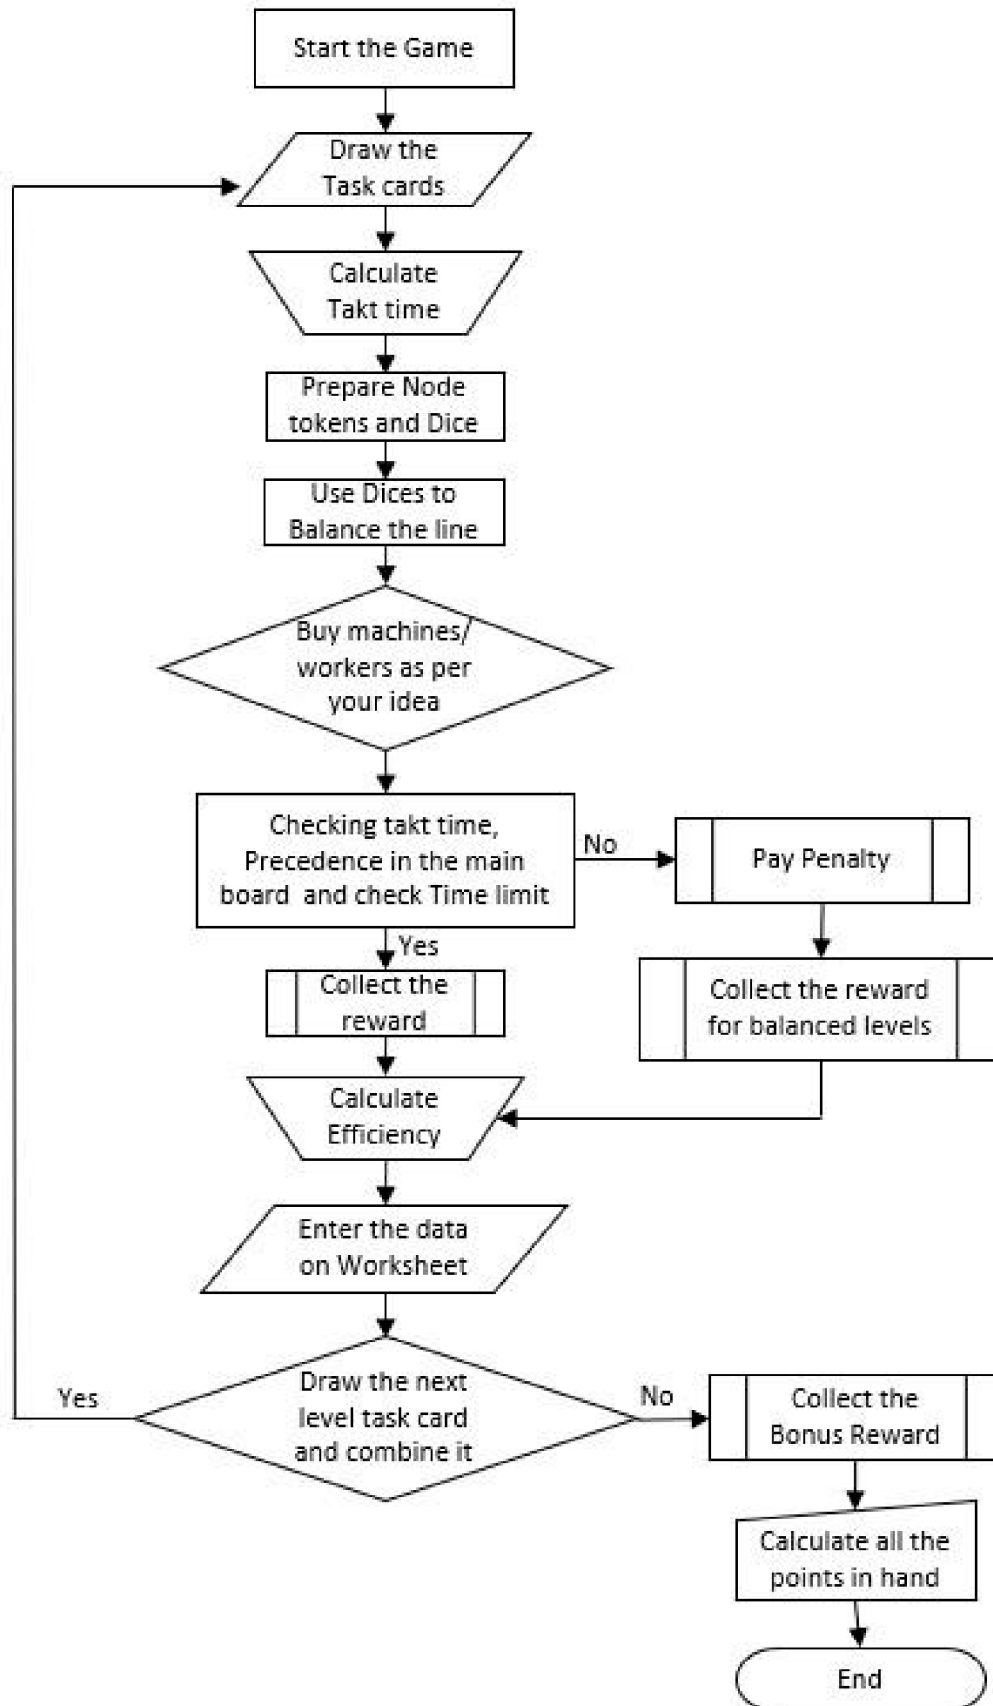 Start the Game
Draw the
Task cards
Calculate
Takt time
Prepare Node
tokens and Dice
Use Dices to
Balance the line
Buy machines/
workers as per
your idea
Checking takt time,
Precedence in the main
board and check Time limit
No
Pay Penalty
Yes
Collect the
reward
Collect the reward
for balanced levels
Calculate
Efficiency
Enter the data
on Worksheet
Draw the next
level task card
and combine it
Yes
No
Collect the
Bonus Reward
Calculate all the
points in hand
End